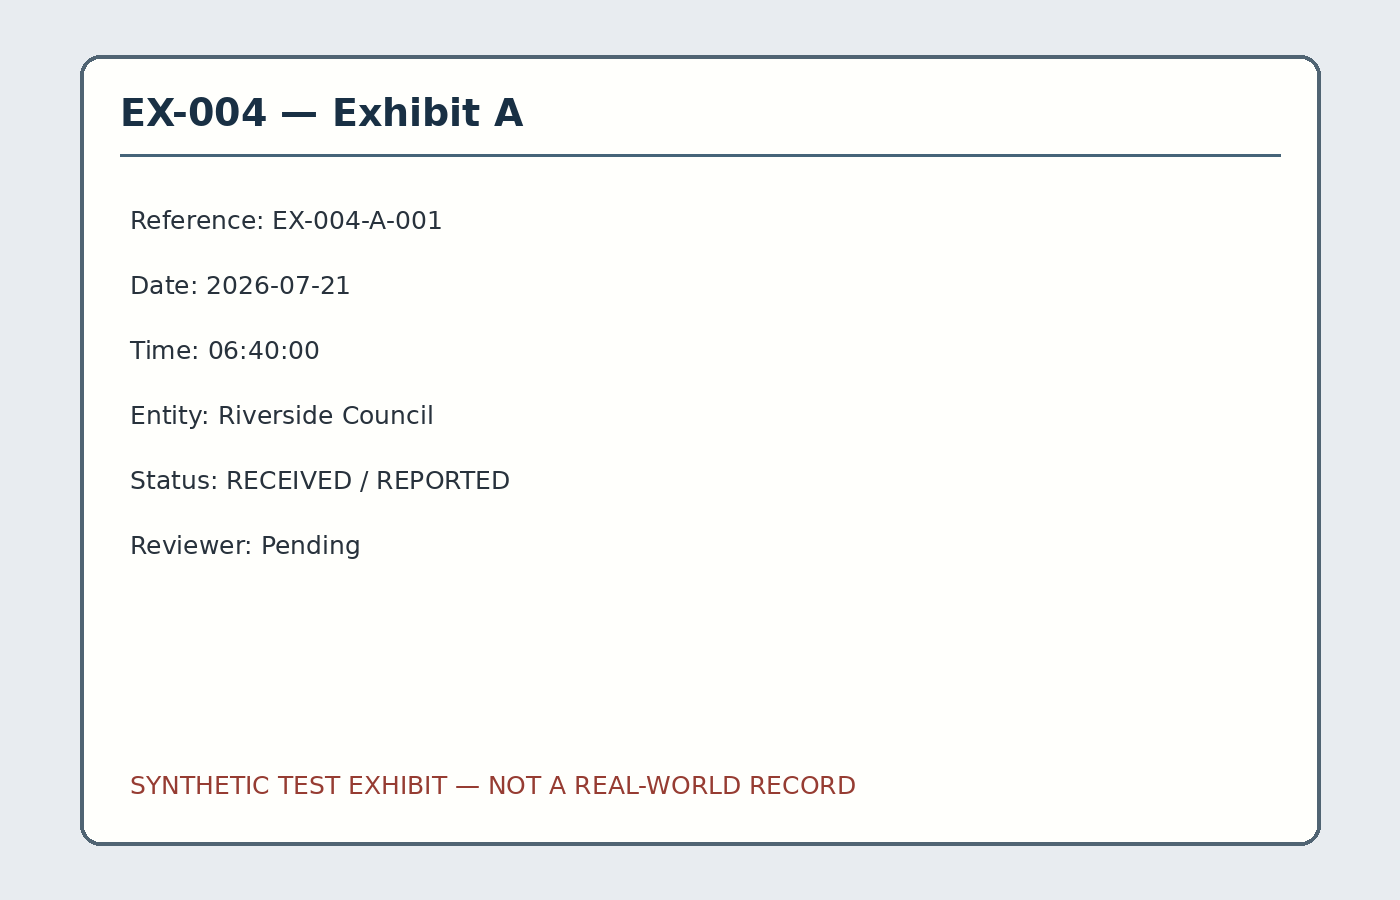 EX-004 — Exhibit A
Reference: EX-004-A-001
Date: 2026-07-21
Time: 06:40:00
Entity: Riverside Council
Status: RECEIVED / REPORTED
Reviewer: Pending
SYNTHETIC TEST EXHIBIT — NOT A REAL-WORLD RECORD